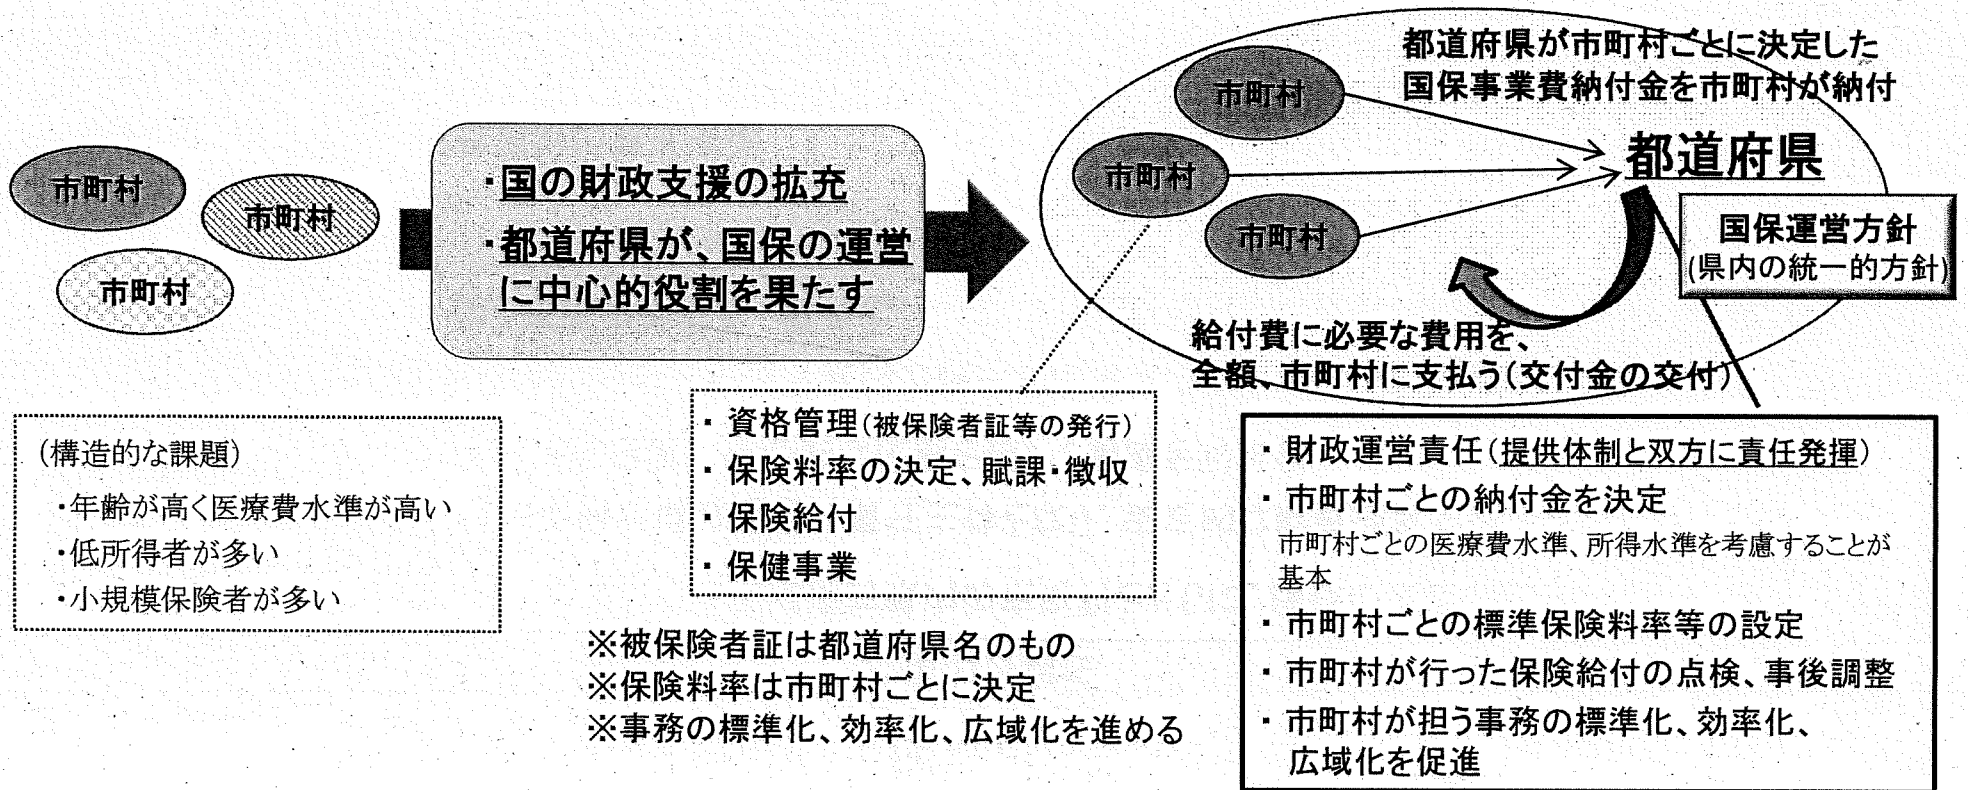 市町村
市町村
市町村
(構造的な課題)
・年齢が高く医療費水準が高い
・低所得者が多い
・小規模保険者が多い
・国の財政支援の拡充
・都道府県が、国保の運営
に中心的役割を果たす
都道府県が市町村ごとに決定した
国保事業費納付金を市町村が納付
市町村
市町村
市町村
都道府県
国保運営方針
(県内の統一的方針)
給付費に必要な費用を、
全額、市町村に支払う(交付金の交付)
・ 資格管理(被保険者証等の発行)
・ 保険料率の決定、賦課・徴収
・ 保険給付
・ 保健事業
※被保険者証は都道府県名のもの
※保険料率は市町村ごとに決定
※事務の標準化、効率化、広域化を進める
・ 財政運営責任(提供体制と双方に責任発揮)
・ 市町村ごとの納付金を決定
市町村ごとの医療費水準、所得水準を考慮することが
基本
・ 市町村ごとの標準保険料率等の設定
・ 市町村が行った保険給付の点検、事後調整
・ 市町村が担う事務の標準化、効率化、
広域化を促進